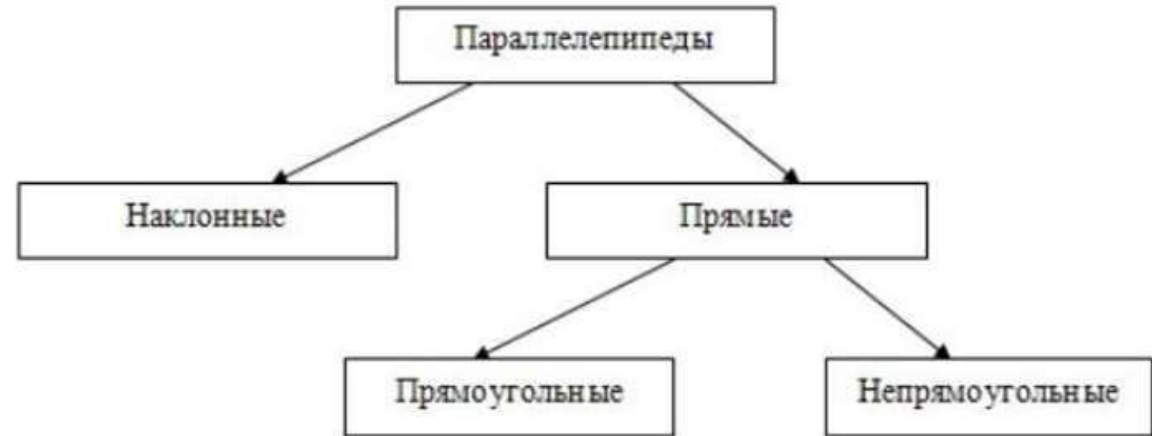 Параллелепипеды
Наклонные
Прямые
Прямоугольные
Непрямоугольные